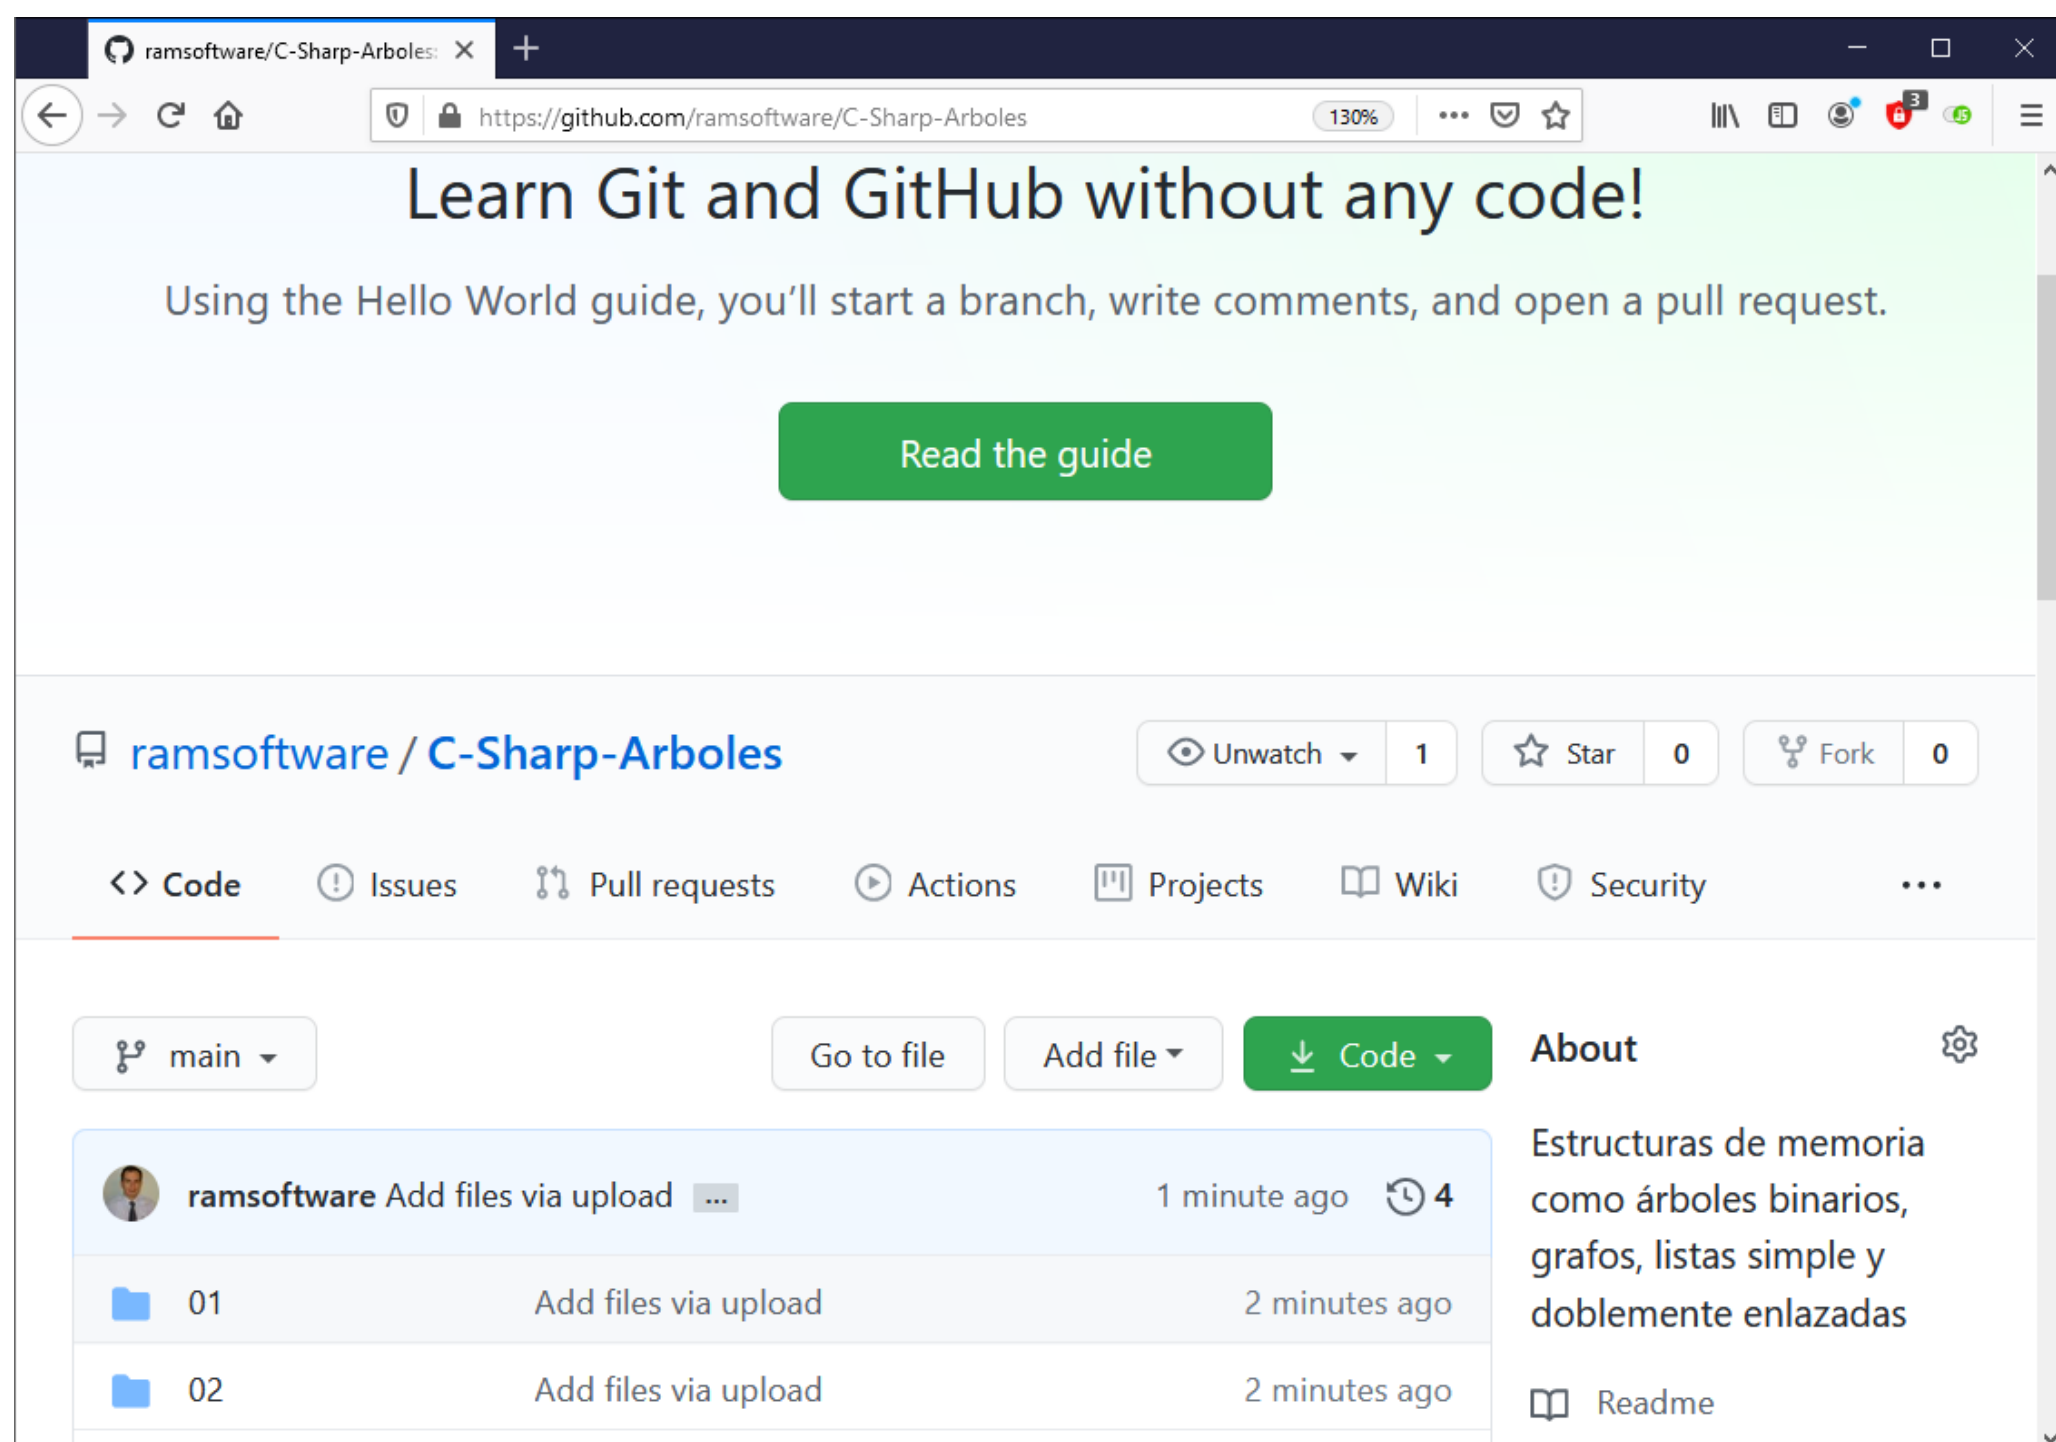 ramsoftware/C-Sharp-Arboles:
https://github.com/ramsoftware/C-Sharp-Arboles 130% 3
Learn Git and GitHub without any code!
Using the Hello World guide, you’ll start a branch, write comments, and open a pull request.
Read the guide
ramsoftware / C-Sharp-Arboles Unwatch 1 Star 0 Fork 0
Code Issues Pull requests Actions Projects Wiki Security ...
main Go to file Add file Code
ramsoftware Add files via upload ... 1 minute ago 4
01 Add files via upload 2 minutes ago
02 Add files via upload 2 minutes ago
About
Estructuras de memoria
como árboles binarios,
grafos, listas simple y
doblemente enlazadas
Readme